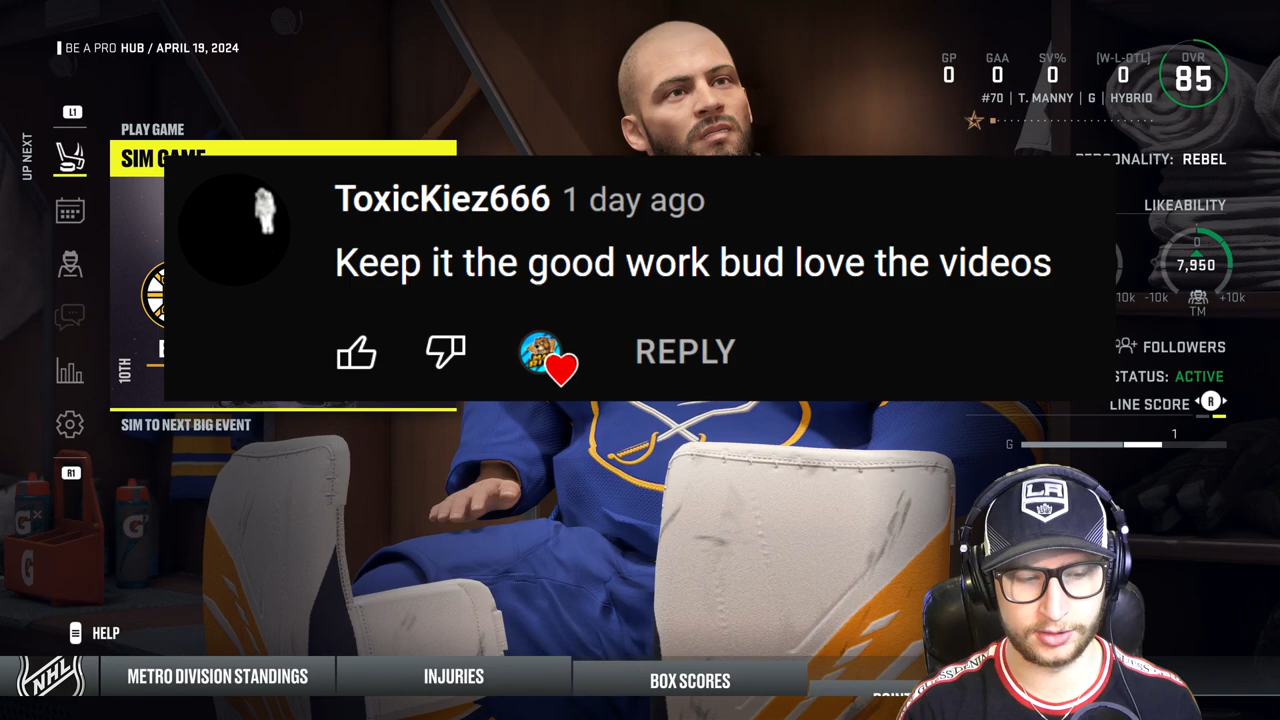 BE A PRO HUB / APRIL 19, 2024
L1
UP NEXT
PLAY GAME
SIM GAME
10TH
SIM TO NEXT BIG EVENT
R1
HELP
GP GAA SV% [W-L-OTL] OVR
0 0 0 0 85
#70 | T. MANNY | G | HYBRID
PERSONALITY: REBEL
LIKEABILITY
0
7,950
10k -10k +10k
TM
FOLLOWERS
STATUS: ACTIVE
LINE SCORE R
1
G
ToxicKiez666 1 day ago
Keep it the good work bud love the videos
REPLY
LA
NHL
METRO DIVISION STANDINGS
INJURIES
BOX SCORES